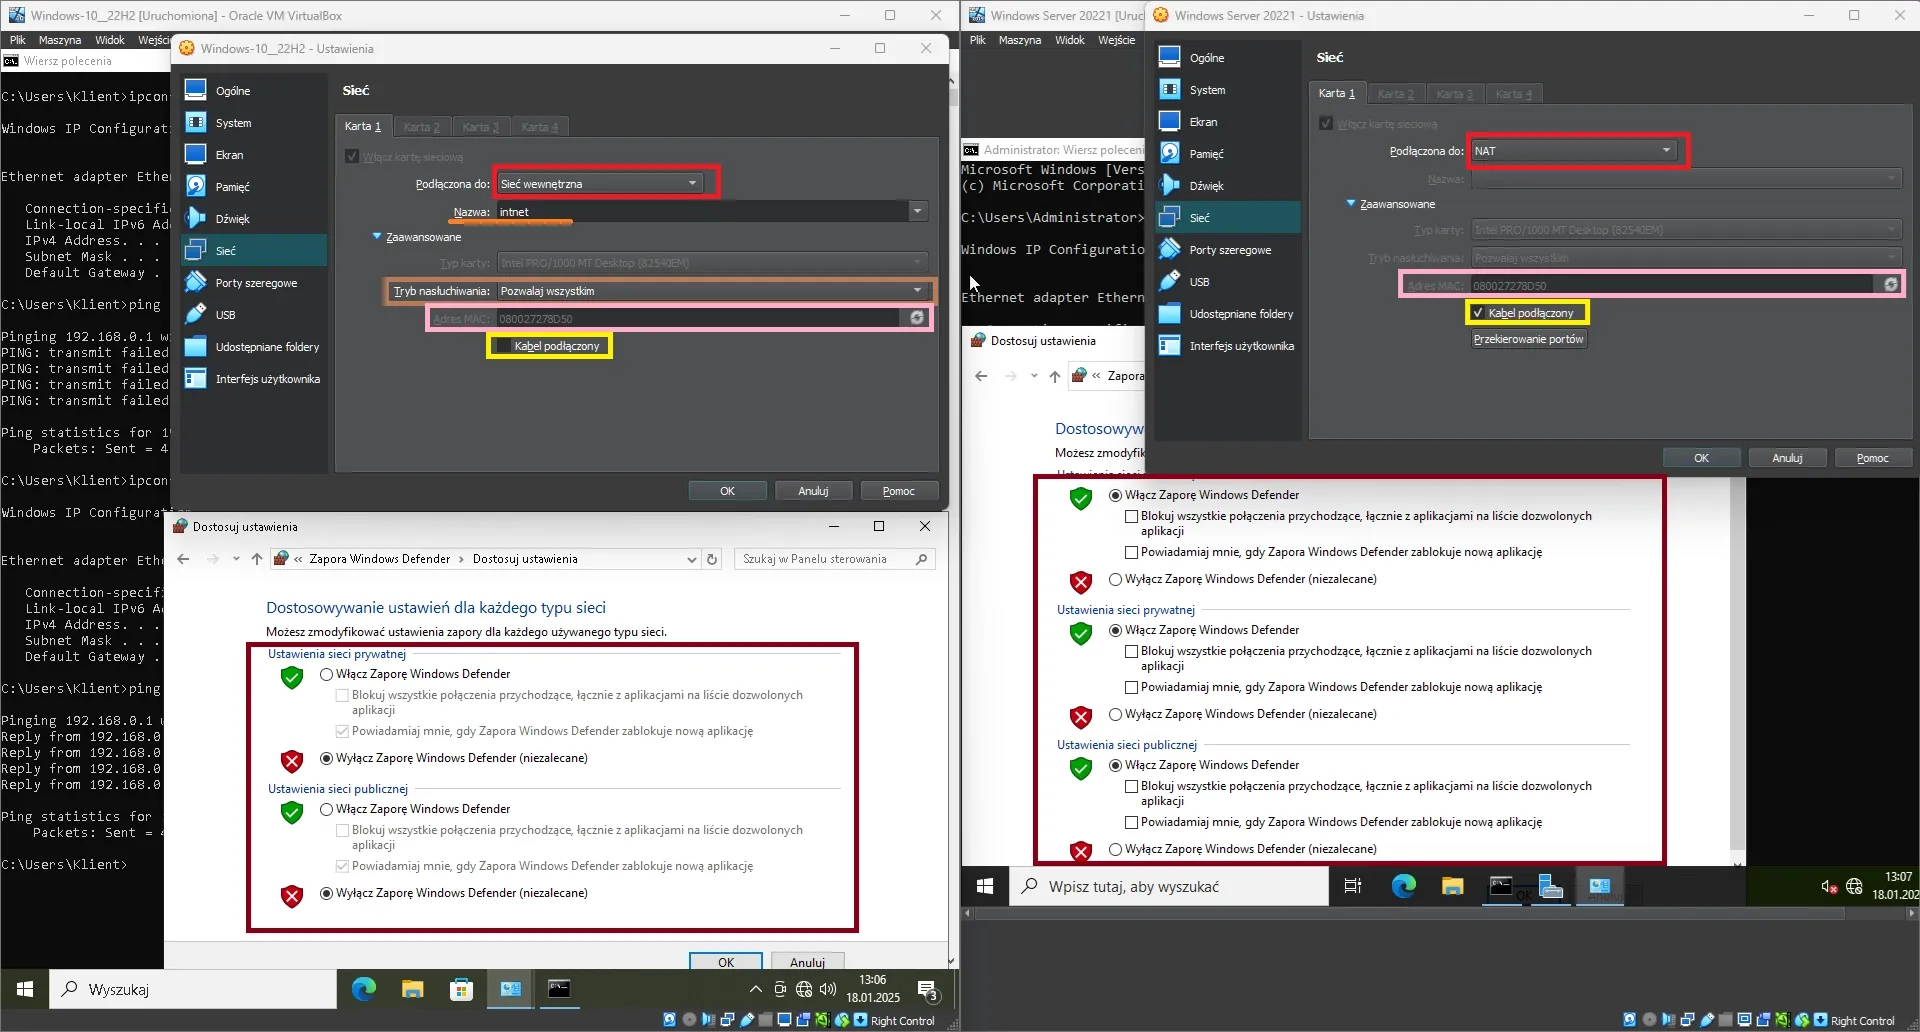 Windows-10__22H2 [Uruchomiona] - Oracle VM VirtualBox
Plik Maszyna Widok Wejście
Wiersz polecenia
C:\Users\Klient>ipcon
Windows IP Configurati
Ethernet adapter Ethe
Connection-specifi
Link-local IPv6 A
IPv4 Address. . .
Subnet Mask . . .
Default Gateway .
C:\Users\Klient>ping
Pinging 192.168.0.1 w
PING: transmit failed
PING: transmit failed
PING: transmit failed
PING: transmit failed
Ping statistics for 19
Packets: Sent = 4
C:\Users\Klient>ipcon
Windows IP Configuration
Ethernet adapter Ethe
Connection-specifi
Link-local IPv6 A
IPv4 Address. . .
Subnet Mask . . .
Default Gateway .
C:\Users\Klient>ping
Pinging 192.168.0.1 w
Reply from 192.168.0
Reply from 192.168.0
Reply from 192.168.0
Reply from 192.168.0
Ping statistics for
Packets: Sent = 4
C:\Users\Klient>
Windows-10__22H2 - Ustawienia
Ogólne
System
Ekran
Pamięć
Dźwięk
Sieć
Porty szeregowe
USB
Udostępniane foldery
Interfejs użytkownika
Sieć
Karta 1 Karta 2 Karta 3 Karta 4
Włącz kartę sieciową
Podłączona do: Sieć wewnętrzna
Nazwa: intnet
Zaawansowane
Typ karty: Intel PRO/1000 MT Desktop (82540EM)
Tryb nasłuchiwania: Pozwalaj wszystkim
Adres MAC: 080027278D50
Kabel podłączony
OK Anuluj Pomoc
Dostosuj ustawienia
« Zapora Windows Defender › Dostosuj ustawienia
Szukaj w Panelu sterowania
Dostosowywanie ustawień dla każdego typu sieci
Możesz zmodyfikować ustawienia zapory dla każdego używanego typu sieci.
Ustawienia sieci prywatnej
Włącz Zaporę Windows Defender
Blokuj wszystkie połączenia przychodzące, łącznie z aplikacjami na liście dozwolonych
aplikacji
Powiadamiaj mnie, gdy Zapora Windows Defender zablokuje nową aplikację
Wyłącz Zaporę Windows Defender (niezalecane)
Ustawienia sieci publicznej
Włącz Zaporę Windows Defender
Blokuj wszystkie połączenia przychodzące, łącznie z aplikacjami na liście dozwolonych
aplikacji
Powiadamiaj mnie, gdy Zapora Windows Defender zablokuje nową aplikację
Wyłącz Zaporę Windows Defender (niezalecane)
OK Anuluj
Wyszukaj
13:06
18.01.2025
3
Right Control
Windows Server 20221 [Uruc
Plik Maszyna Widok Wejście
Administrator: Wiersz poleceni
Microsoft Windows [Vers
(c) Microsoft Corporati
C:\Users\Administrator>
Windows IP Configuratio
Ethernet adapter Ethern
Windows Server 20221 - Ustawienia
Ogólne
System
Ekran
Pamięć
Dźwięk
Sieć
Porty szeregowe
USB
Udostępniane foldery
Interfejs użytkownika
Sieć
Karta 1 Karta 2 Karta 3 Karta 4
Włącz kartę sieciową
Podłączona do: NAT
Nazwa:
Zaawansowane
Typ karty: Intel PRO/1000 MT Desktop (82540EM)
Tryb nasłuchiwania: Pozwalaj wszystkim
Adres MAC: 080027278D50
Kabel podłączony
Przekierowanie portów
OK Anuluj Pomoc
Dostosuj ustawienia
« Zapora
Dostosowyw
Możesz zmodyfik
Włącz Zaporę Windows Defender
Blokuj wszystkie połączenia przychodzące, łącznie z aplikacjami na liście dozwolonych
aplikacji
Powiadamiaj mnie, gdy Zapora Windows Defender zablokuje nową aplikację
Wyłącz Zaporę Windows Defender (niezalecane)
Ustawienia sieci prywatnej
Włącz Zaporę Windows Defender
Blokuj wszystkie połączenia przychodzące, łącznie z aplikacjami na liście dozwolonych
aplikacji
Powiadamiaj mnie, gdy Zapora Windows Defender zablokuje nową aplikację
Wyłącz Zaporę Windows Defender (niezalecane)
Ustawienia sieci publicznej
Włącz Zaporę Windows Defender
Blokuj wszystkie połączenia przychodzące, łącznie z aplikacjami na liście dozwolonych
aplikacji
Powiadamiaj mnie, gdy Zapora Windows Defender zablokuje nową aplikację
Wyłącz Zaporę Windows Defender (niezalecane)
Wpisz tutaj, aby wyszukać
OK Anuluj
13:07
18.01.202
Right Control